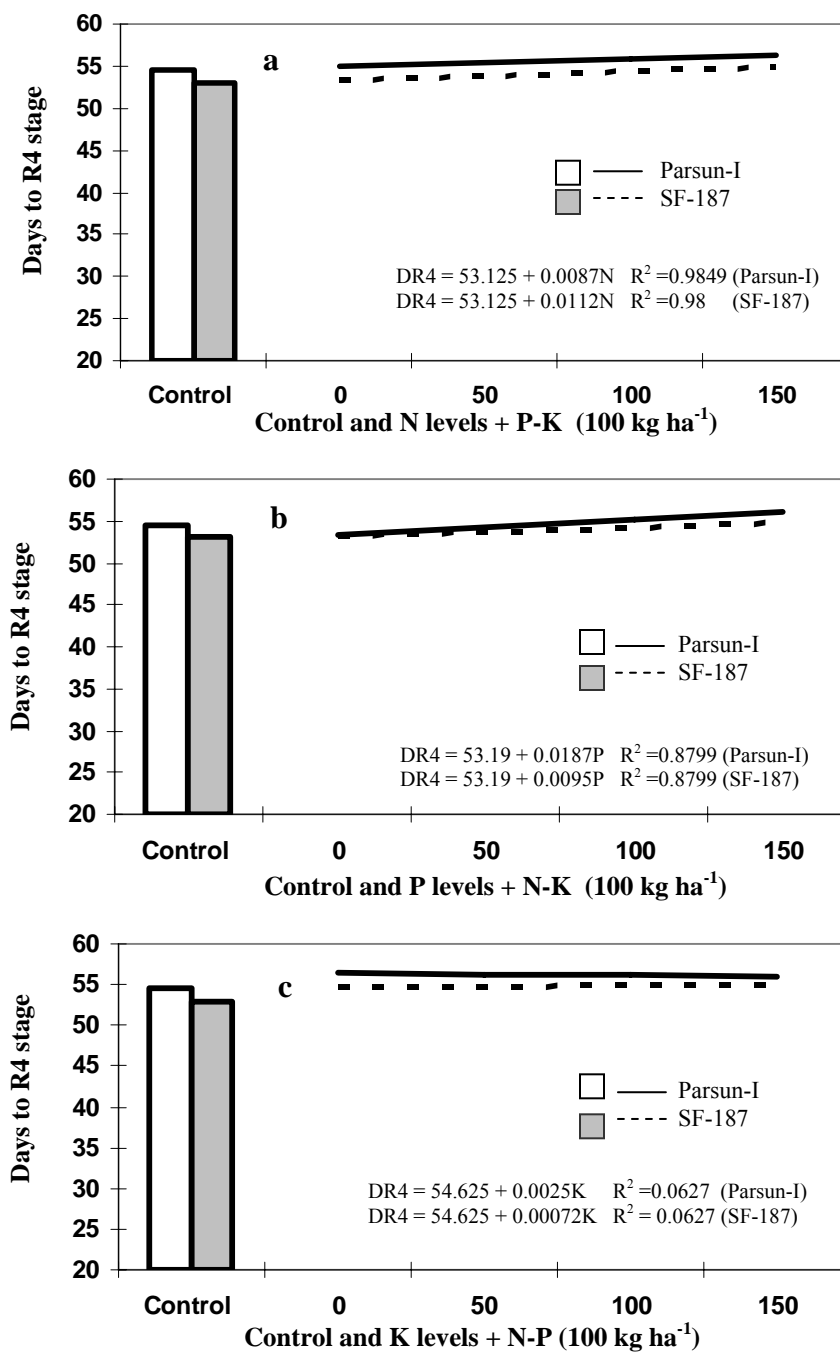 60
55
50
45
40
35
30
25
20
Days to R4 stage
a
Parsun-I
SF-187
DR4 = 53.125 + 0.0087N R² =0.9849 (Parsun-I)
DR4 = 53.125 + 0.0112N R² =0.98 (SF-187)
Control 0 50 100 150
Control and N levels + P-K (100 kg ha⁻¹)
60
55
50
45
40
35
30
25
20
Days to R4 stage
b
Parsun-I
SF-187
DR4 = 53.19 + 0.0187P R² =0.8799 (Parsun-I)
DR4 = 53.19 + 0.0095P R² =0.8799 (SF-187)
Control 0 50 100 150
Control and P levels + N-K (100 kg ha⁻¹)
60
55
50
45
40
35
30
25
20
Days to R4 stage
c
Parsun-I
SF-187
DR4 = 54.625 + 0.0025K R² =0.0627 (Parsun-I)
DR4 = 54.625 + 0.00072K R² = 0.0627 (SF-187)
Control 0 50 100 150
Control and K levels + N-P (100 kg ha⁻¹)